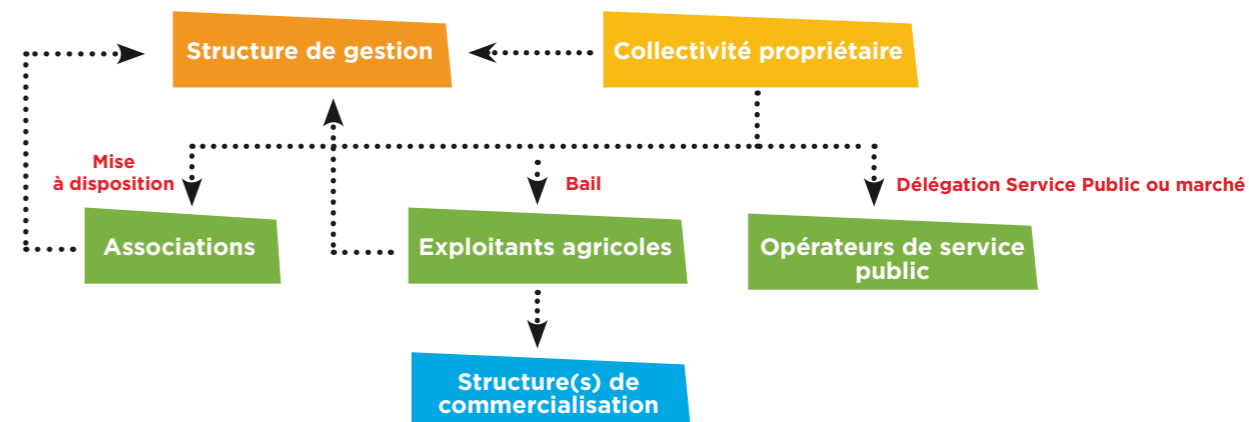 Structure de gestion
Collectivité propriétaire
Mise
à disposition
Bail
Délégation Service Public ou marché
Associations
Exploitants agricoles
Opérateurs de service
public
Structure(s) de
commercialisation